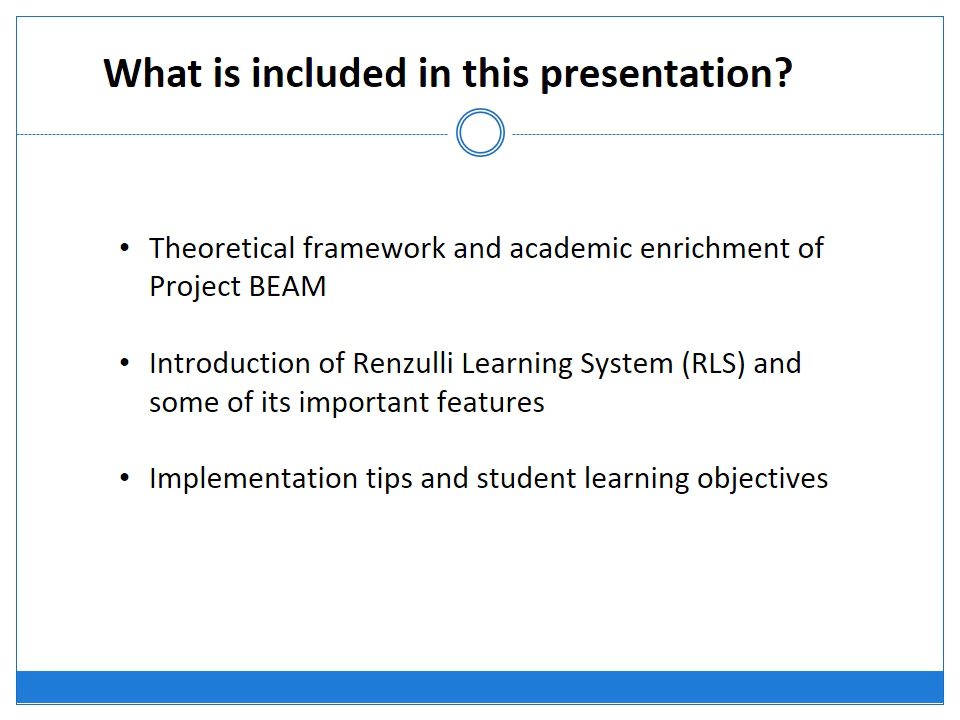 What is included in this presentation?
• Theoretical framework and academic enrichment of
Project BEAM
• Introduction of Renzulli Learning System (RLS) and
some of its important features
• Implementation tips and student learning objectives